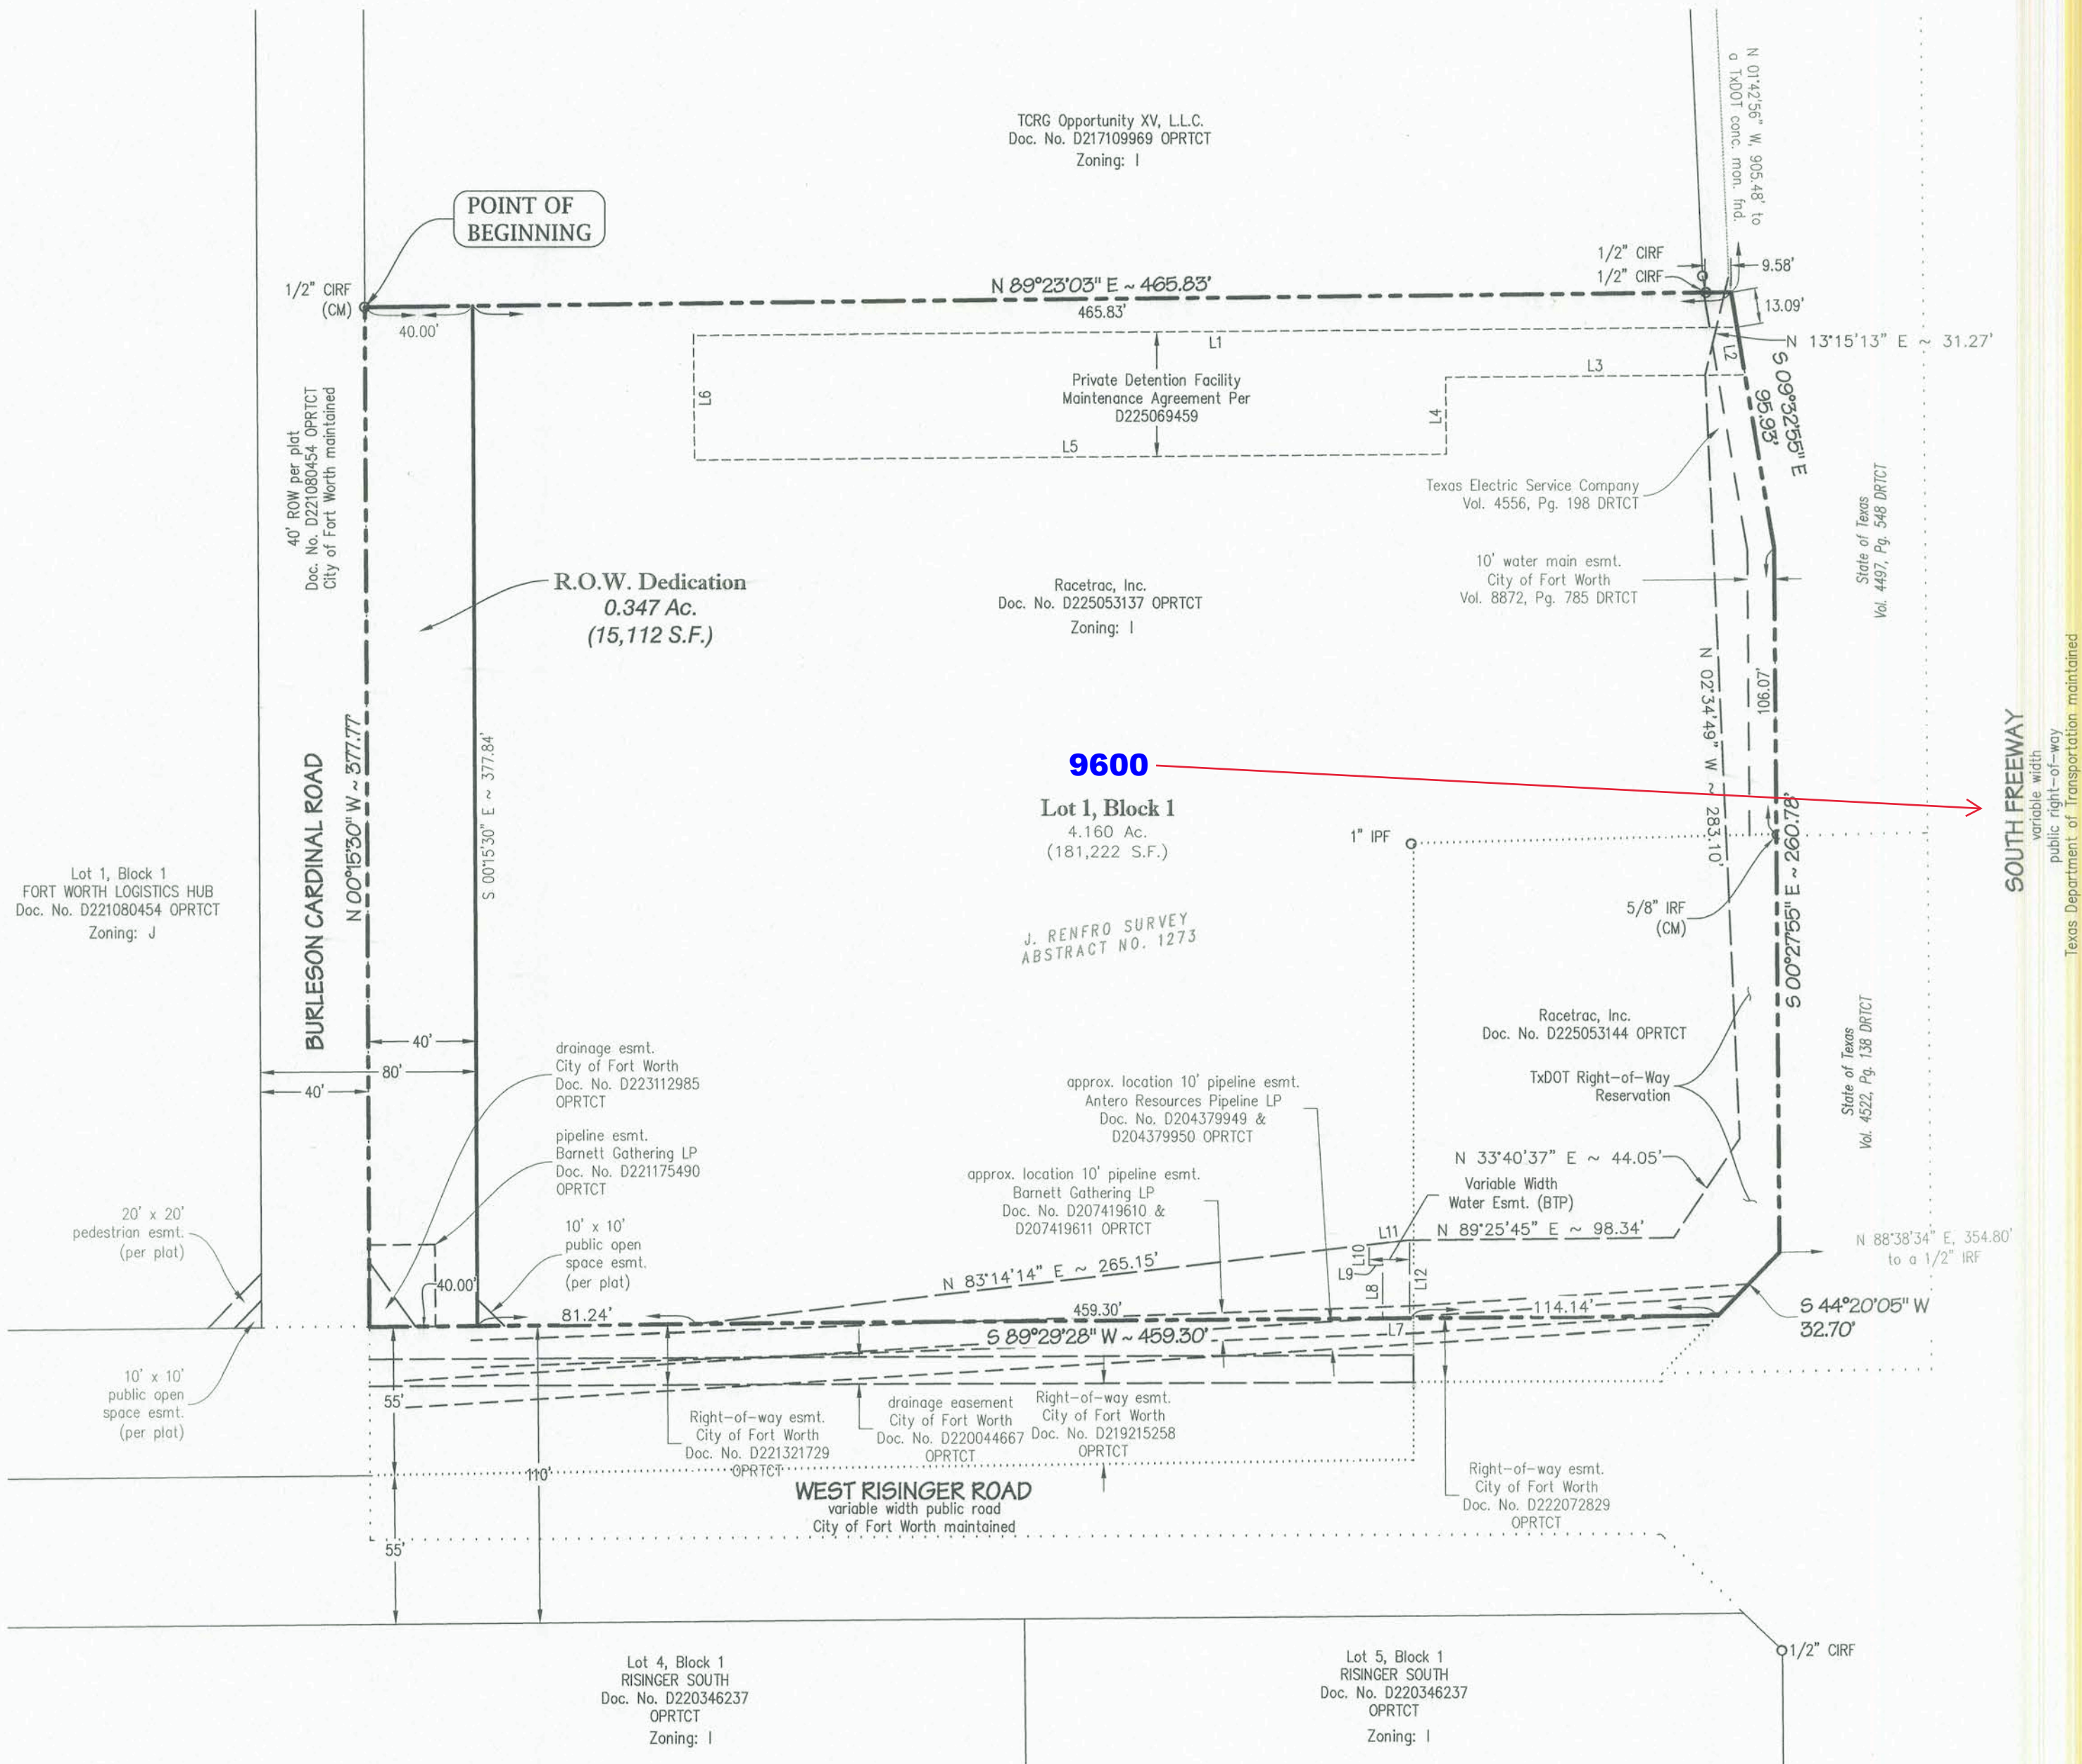 N 01°42'56" W, 905.48' to
a TxDOT conc. mon. fnd.
TCRG Opportunity XV, L.L.C.
Doc. No. D217109969 OPRTCT
Zoning: I
POINT OF
BEGINNING
1/2" CIRF
(CM)
40.00'
N 89°23'03" E ~ 465.83'
465.83'
1/2" CIRF
1/2" CIRF
9.58'
13.09'
N 13°15'13" E ~ 31.27'
L1
L2
L3
L4
L5
L6
Private Detention Facility
Maintenance Agreement Per
D225069459
S 09°32'55" E
95.93'
40' ROW per plat
Doc. No. D221080454 OPRTCT
City of Fort Worth maintained
Texas Electric Service Company
Vol. 4556, Pg. 198 DRTCT
State of Texas
Vol. 4497, Pg. 548 DRTCT
R.O.W. Dedication
0.347 Ac.
(15,112 S.F.)
Racetrac, Inc.
Doc. No. D225053137 OPRTCT
Zoning: I
10' water main esmt.
City of Fort Worth
Vol. 8872, Pg. 785 DRTCT
N 02°34'49" W ~ 283.10'
106.07'
BURLESON CARDINAL ROAD
N 00°15'30" W ~ 377.77'
S 00°15'30" E ~ 377.84'
9600
Lot 1, Block 1
4.160 Ac.
(181,222 S.F.)
1" IPF
SOUTH FREEWAY
variable width
public right-of-way
Texas Department of Transportation maintained
S 00°27'55" E ~ 260.78'
Lot 1, Block 1
FORT WORTH LOGISTICS HUB
Doc. No. D221080454 OPRTCT
Zoning: J
5/8" IRF
(CM)
J. RENFRO SURVEY
ABSTRACT NO. 1273
Racetrac, Inc.
Doc. No. D225053144 OPRTCT
State of Texas
Vol. 4522, Pg. 138 DRTCT
40'
80'
40'
drainage esmt.
City of Fort Worth
Doc. No. D223112985
OPRTCT
approx. location 10' pipeline esmt.
Antero Resources Pipeline LP
Doc. No. D204379949 &
D204379950 OPRTCT
TxDOT Right-of-Way
Reservation
pipeline esmt.
Barnett Gathering LP
Doc. No. D221175490
OPRTCT
approx. location 10' pipeline esmt.
Barnett Gathering LP
Doc. No. D207419610 &
D207419611 OPRTCT
N 33°40'37" E ~ 44.05'
Variable Width
Water Esmt. (BTP)
20' x 20'
pedestrian esmt.
(per plat)
10' x 10'
public open
space esmt.
(per plat)
L11
N 89°25'45" E ~ 98.34'
N 88°38'34" E, 354.80'
to a 1/2" IRF
N 83°14'14" E ~ 265.15'
L10
L9
L8
L12
40.00'
81.24'
459.30'
114.14'
S 89°29'28" W ~ 459.30'
L7
S 44°20'05" W
32.70'
10' x 10'
public open
space esmt.
(per plat)
55'
Right-of-way esmt.
City of Fort Worth
Doc. No. D221321729
OPRTCT
drainage easement
City of Fort Worth
Doc. No. D220044667
OPRTCT
Right-of-way esmt.
City of Fort Worth
Doc. No. D219215258
OPRTCT
110'
WEST RISINGER ROAD
variable width public road
City of Fort Worth maintained
Right-of-way esmt.
City of Fort Worth
Doc. No. D222072829
OPRTCT
55'
Lot 4, Block 1
RISINGER SOUTH
Doc. No. D220346237
OPRTCT
Zoning: I
Lot 5, Block 1
RISINGER SOUTH
Doc. No. D220346237
OPRTCT
Zoning: I
1/2" CIRF